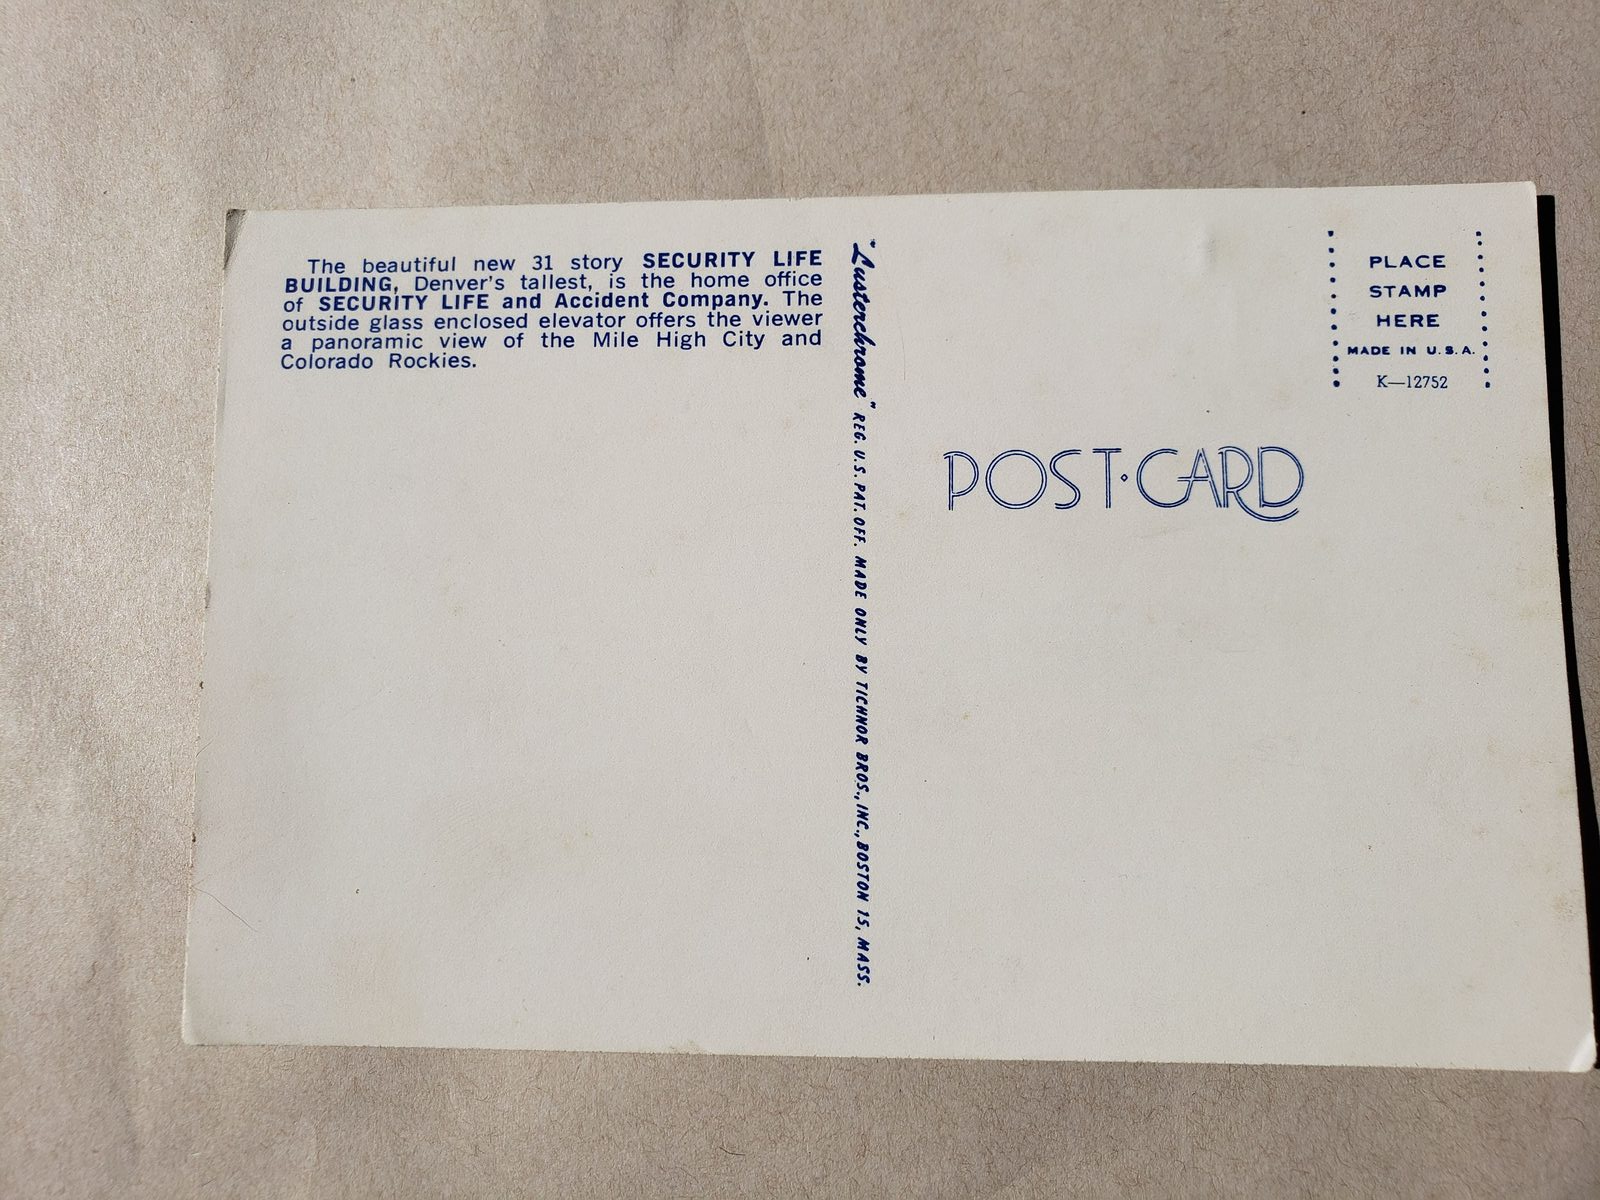 The beautiful new 31 story SECURITY LIFE
BUILDING, Denver's tallest, is the home office
of SECURITY LIFE and Accident Company. The
outside glass enclosed elevator offers the viewer
a panoramic view of the Mile High City and
Colorado Rockies.
"Lusterchrome" REG. U.S. PAT. OFF. MADE ONLY BY TICHNOR BROS., INC., BOSTON 15, MASS.
PLACE
STAMP
HERE
MADE IN U.S.A.
K—12752
POST·CARD